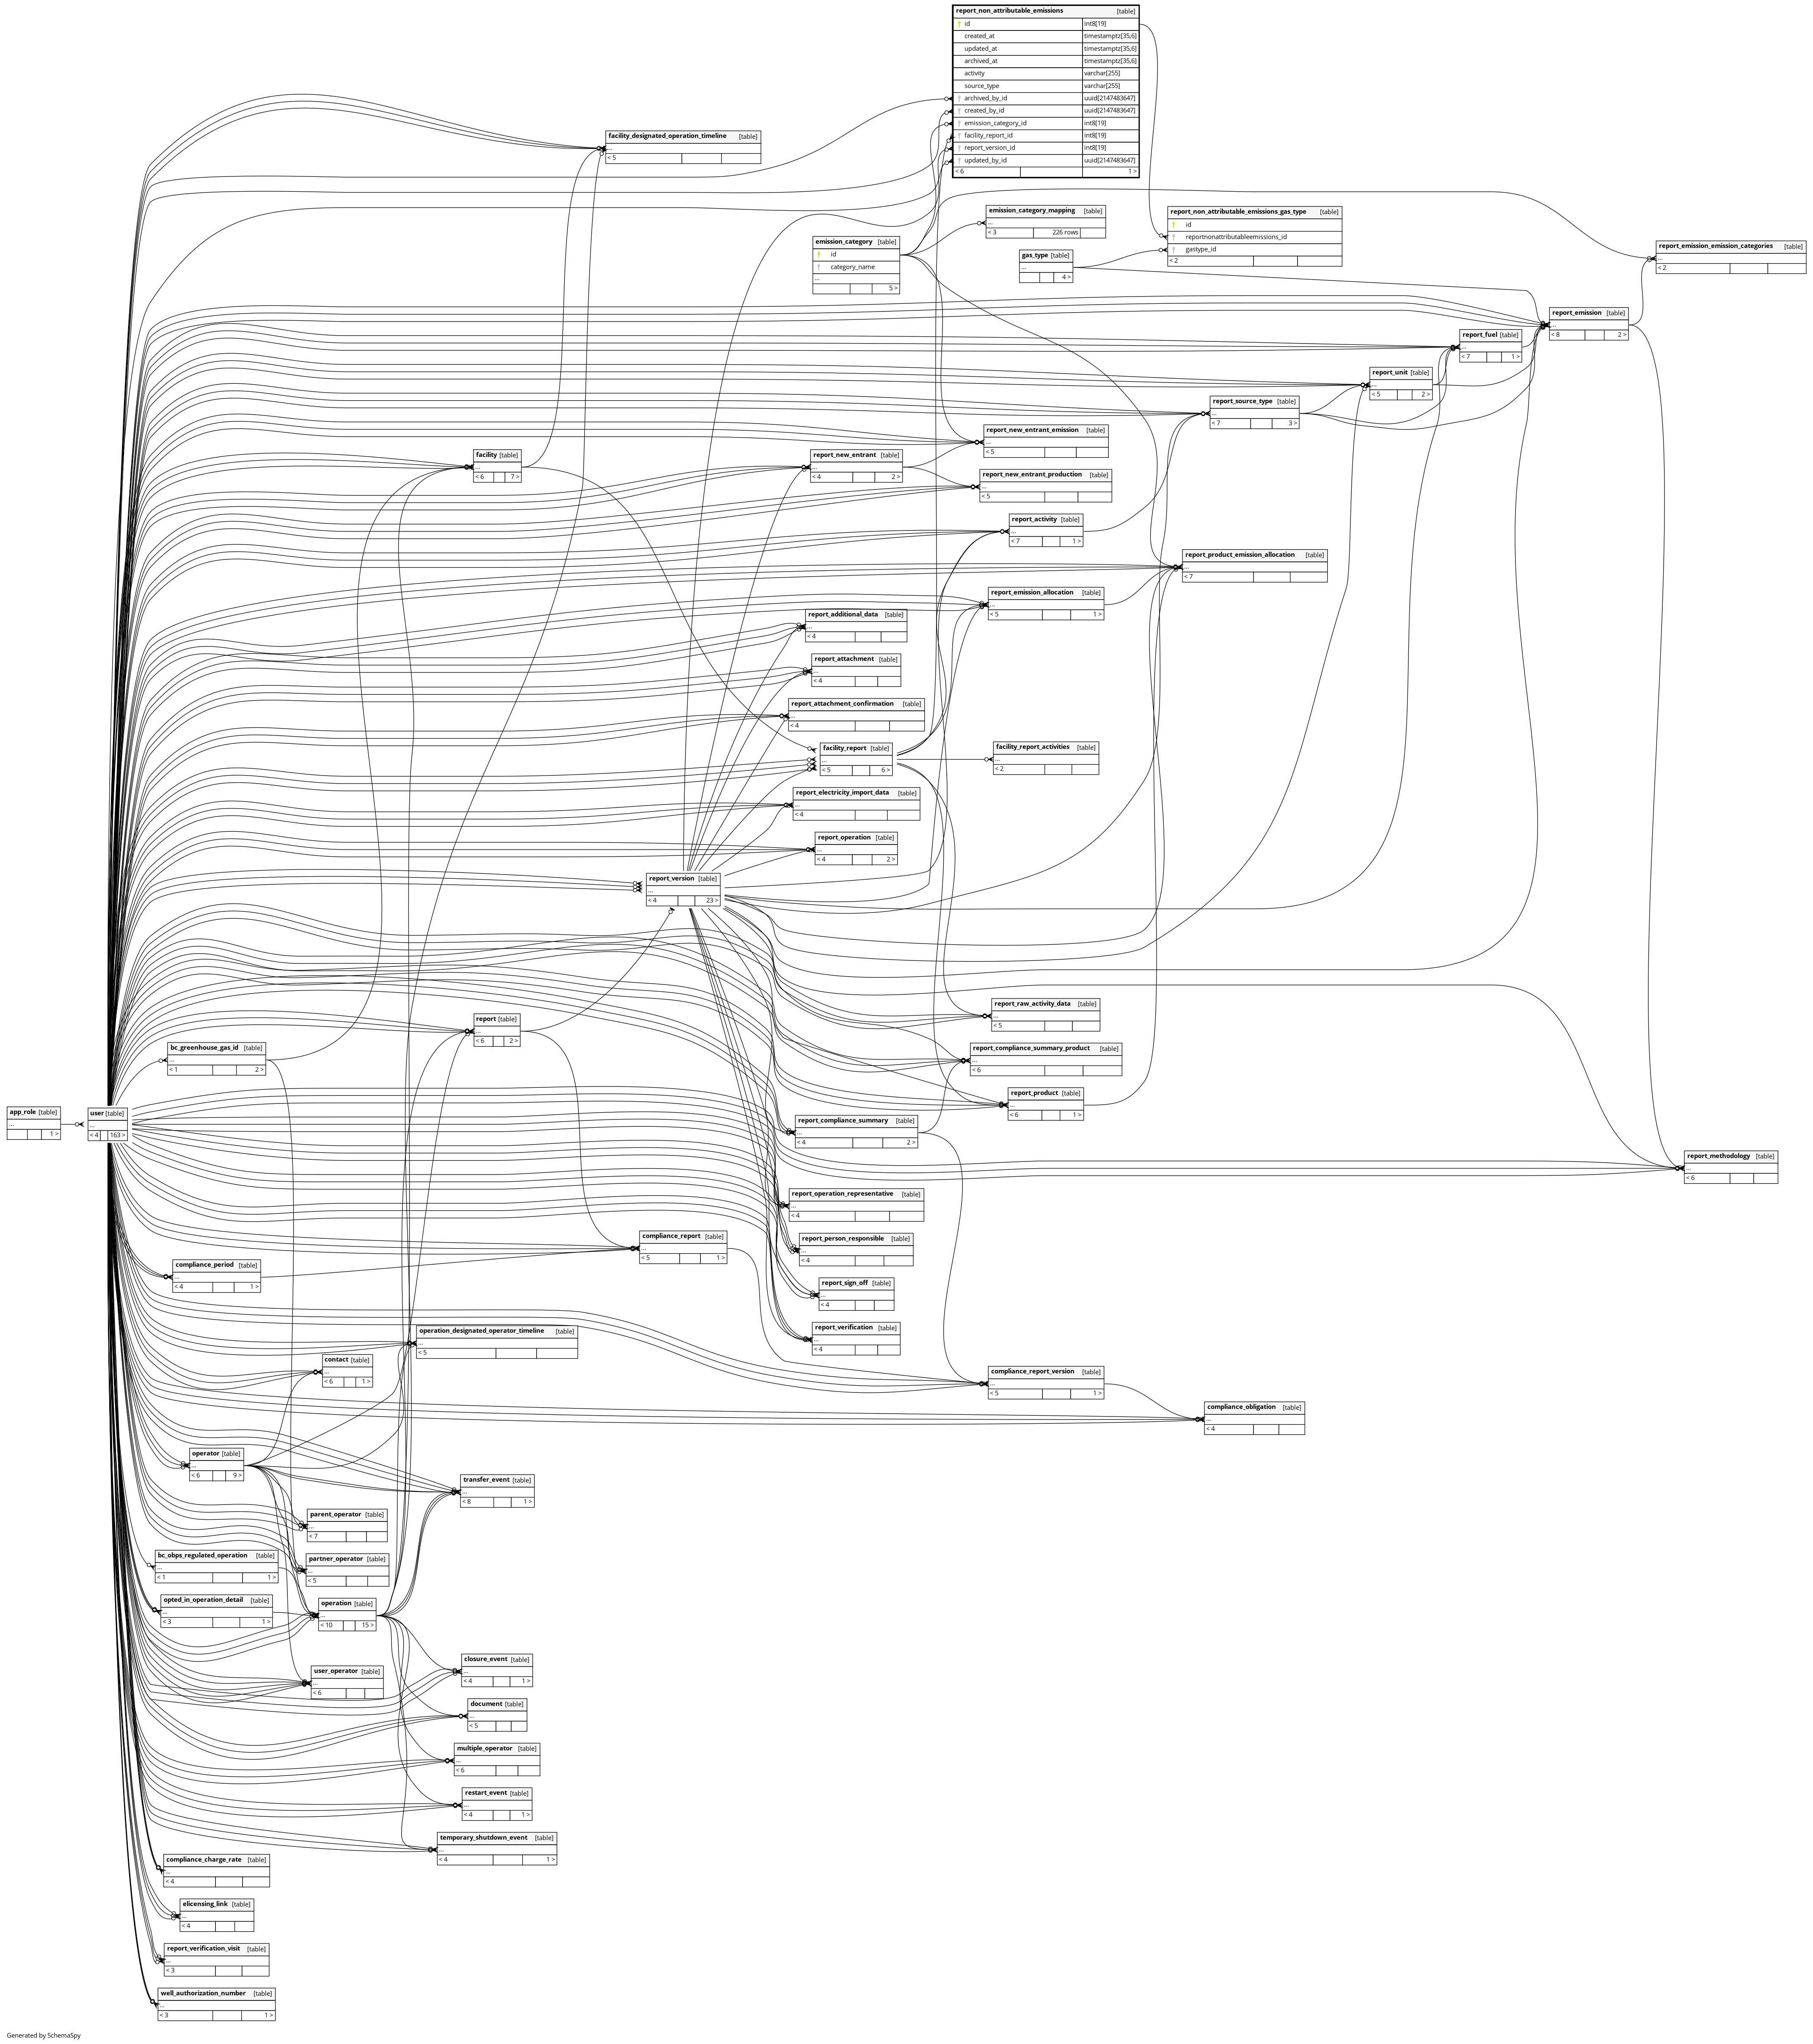 report_non_attributable_emissions [table]
id int8[19]
created_at timestamptz[35,6]
updated_at timestamptz[35,6]
archived_at timestamptz[35,6]
activity varchar[255]
source_type varchar[255]
archived_by_id uuid[2147483647]
created_by_id uuid[2147483647]
emission_category_id int8[19]
facility_report_id int8[19]
report_version_id int8[19]
updated_by_id uuid[2147483647]
< 6 1 >
facility_designated_operation_timeline [table]
...
< 5
emission_category_mapping [table]
...
< 3 226 rows
report_non_attributable_emissions_gas_type [table]
id
reportnonattributableemissions_id
gastype_id
< 2
emission_category [table]
id
category_name
...
5 >
gas_type [table]
...
4 >
report_emission_emission_categories [table]
...
< 2
report_emission [table]
...
< 8 2 >
report_fuel [table]
...
< 7 1 >
report_unit [table]
...
< 5 2 >
report_source_type [table]
...
< 7 3 >
report_new_entrant_emission [table]
...
< 5
facility [table]
...
< 6 7 >
report_new_entrant [table]
...
< 4 2 >
report_new_entrant_production [table]
...
< 5
report_activity [table]
...
< 7 1 >
report_product_emission_allocation [table]
...
< 7
report_emission_allocation [table]
...
< 5 1 >
report_additional_data [table]
...
< 4
report_attachment [table]
...
< 4
report_attachment_confirmation [table]
...
< 4
facility_report [table]
...
< 5 6 >
facility_report_activities [table]
...
< 2
report_electricity_import_data [table]
...
< 4
report_operation [table]
...
< 4 2 >
report_version [table]
...
< 4 23 >
report_raw_activity_data [table]
...
< 5
report [table]
...
< 6 2 >
bc_greenhouse_gas_id [table]
...
< 1 2 >
report_compliance_summary_product [table]
...
< 6
report_product [table]
...
< 6 1 >
app_role [table]
...
1 >
user [table]
...
< 4 163 >
report_compliance_summary [table]
...
< 4 2 >
report_methodology [table]
...
< 6
report_operation_representative [table]
...
< 4
compliance_report [table]
...
< 5 1 >
report_person_responsible [table]
...
< 4
compliance_period [table]
...
< 4 1 >
report_sign_off [table]
...
< 4
operation_designated_operator_timeline [table]
...
< 5
report_verification [table]
...
< 4
contact [table]
...
< 6 1 >
compliance_report_version [table]
...
< 5 1 >
compliance_obligation [table]
...
< 4
operator [table]
...
< 6 9 >
transfer_event [table]
...
< 8 1 >
parent_operator [table]
...
< 7
bc_obps_regulated_operation [table]
...
< 1 1 >
partner_operator [table]
...
< 5
opted_in_operation_detail [table]
...
< 3 1 >
operation [table]
...
< 10 15 >
closure_event [table]
...
< 4 1 >
user_operator [table]
...
< 6
document [table]
...
< 5
multiple_operator [table]
...
< 6
restart_event [table]
...
< 4 1 >
temporary_shutdown_event [table]
...
< 4 1 >
compliance_charge_rate [table]
...
< 4
elicensing_link [table]
...
< 4
report_verification_visit [table]
...
< 3
well_authorization_number [table]
...
< 3 1 >
Generated by SchemaSpy